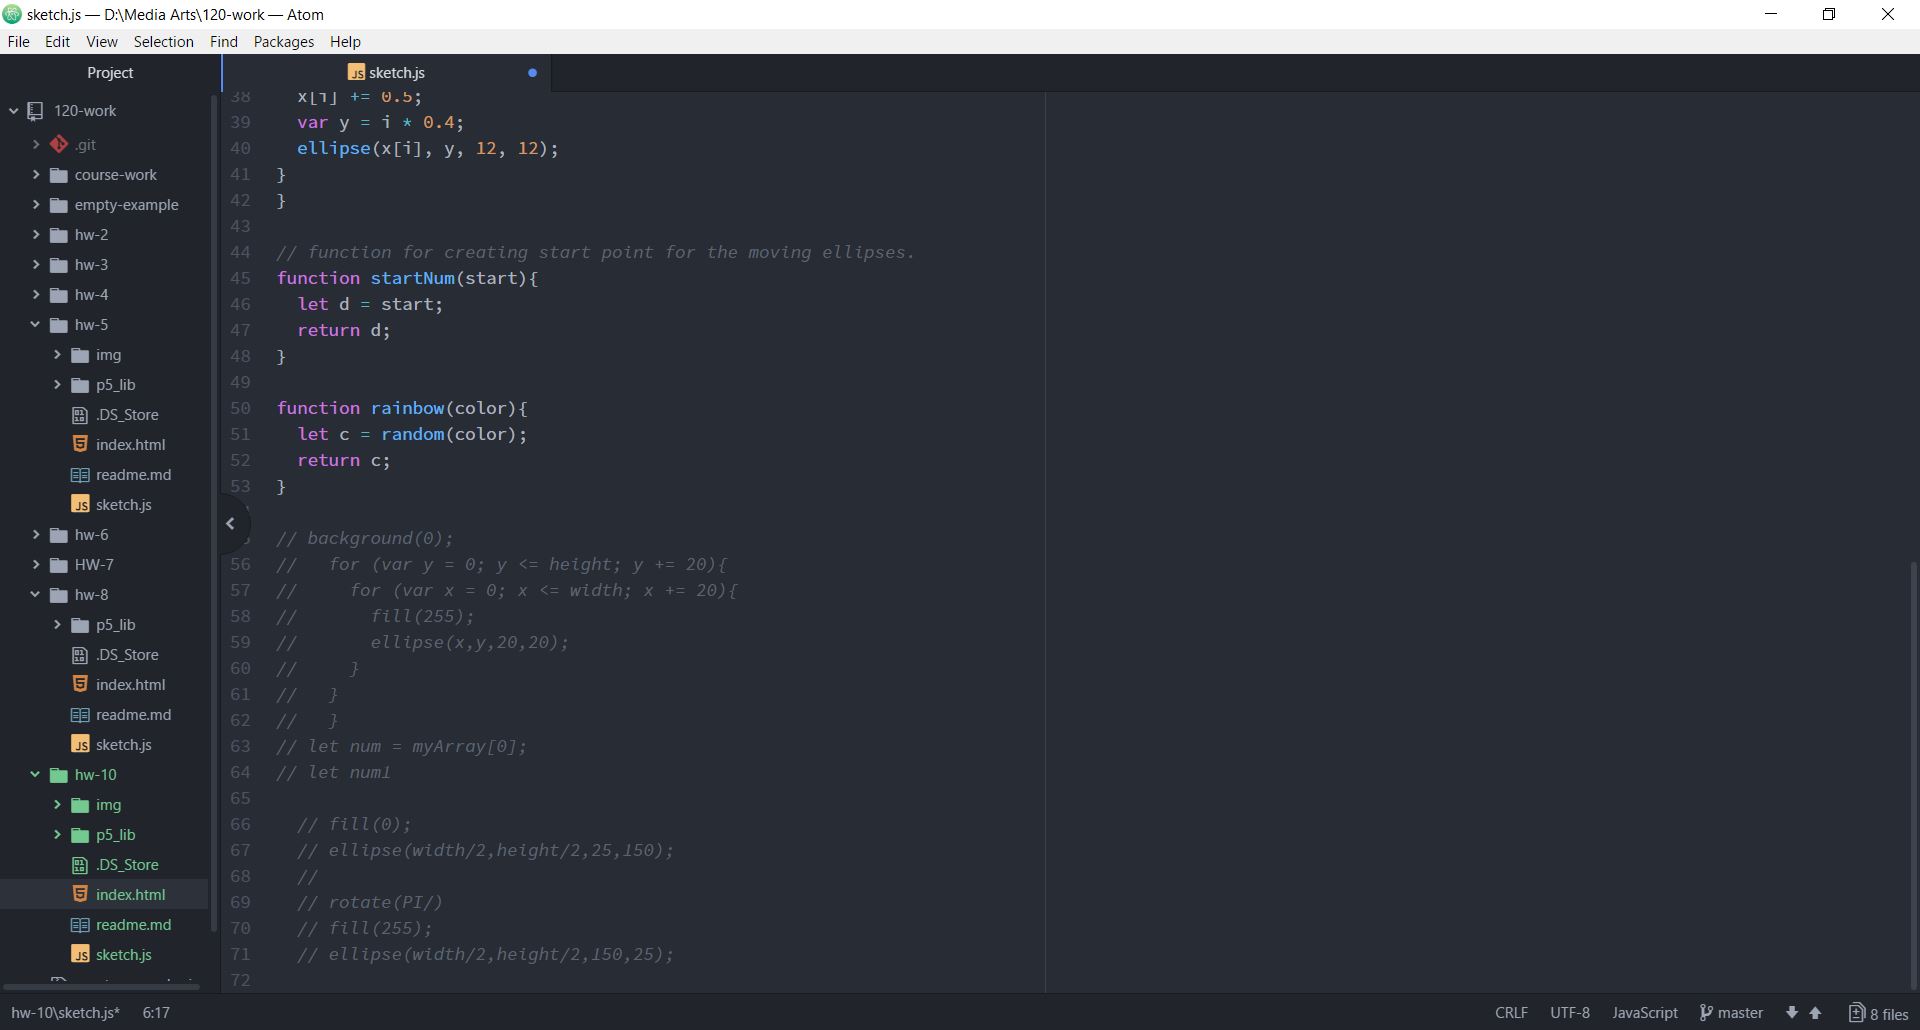 sketch.js — D:\Media Arts\120-work — Atom
File Edit View Selection Find Packages Help
Project
120-work
.git
course-work
empty-example
hw-2
hw-3
hw-4
hw-5
img
p5_lib
.DS_Store
index.html
readme.md
sketch.js
hw-6
HW-7
hw-8
p5_lib
.DS_Store
index.html
readme.md
sketch.js
hw-10
img
p5_lib
.DS_Store
index.html
readme.md
sketch.js
JS sketch.js
38 x[i] += 0.5;
39 var y = i * 0.4;
40 ellipse(x[i], y, 12, 12);
41 }
42 }
43
44 // function for creating start point for the moving ellipses.
45 function startNum(start){
46 let d = start;
47 return d;
48 }
49
50 function rainbow(color){
51 let c = random(color);
52 return c;
53 }
// background(0);
56 // for (var y = 0; y <= height; y += 20){
57 // for (var x = 0; x <= width; x += 20){
58 // fill(255);
59 // ellipse(x,y,20,20);
60 // }
61 // }
62 // }
63 // let num = myArray[0];
64 // let num1
65
66 // fill(0);
67 // ellipse(width/2,height/2,25,150);
68 //
69 // rotate(PI/)
70 // fill(255);
71 // ellipse(width/2,height/2,150,25);
72
hw-10\sketch.js* 6:17 CRLF UTF-8 JavaScript master 8 files